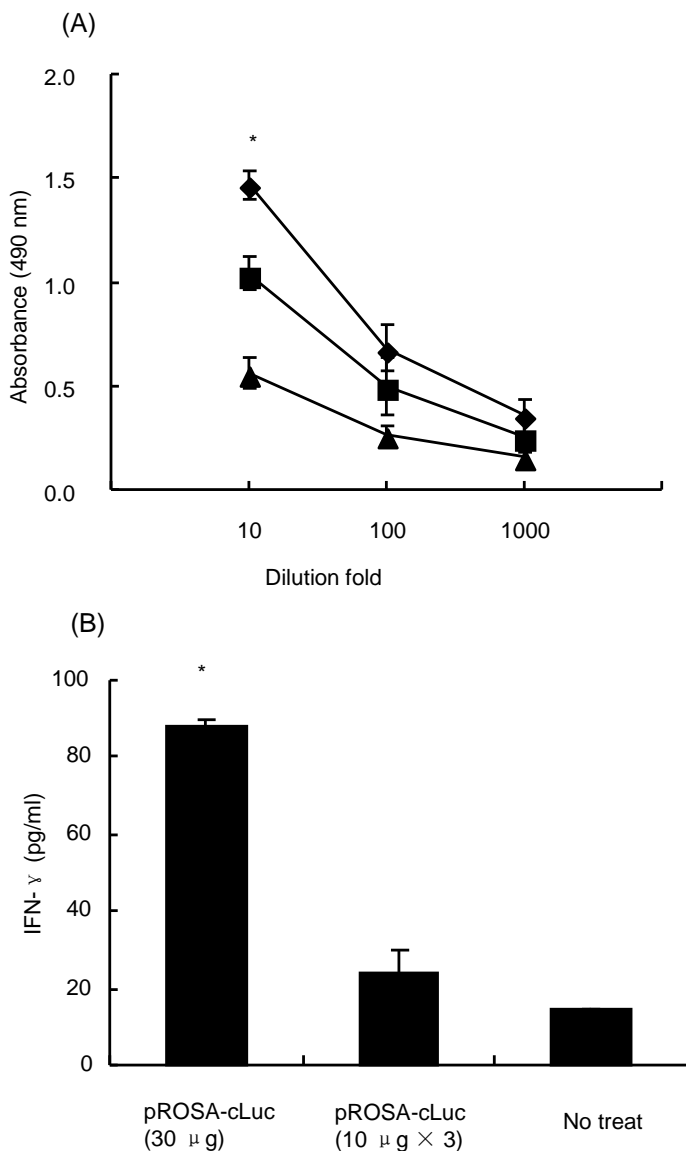 (A)
2.0
*
1.5
1.0
0.5
0.0
Absorbance (490 nm)
10 100 1000
Dilution fold
(B)
*
100
80
60
40
20
0
IFN- γ (pg/ml)
pROSA-cLuc pROSA-cLuc No treat
(30 μg) (10 μg × 3)